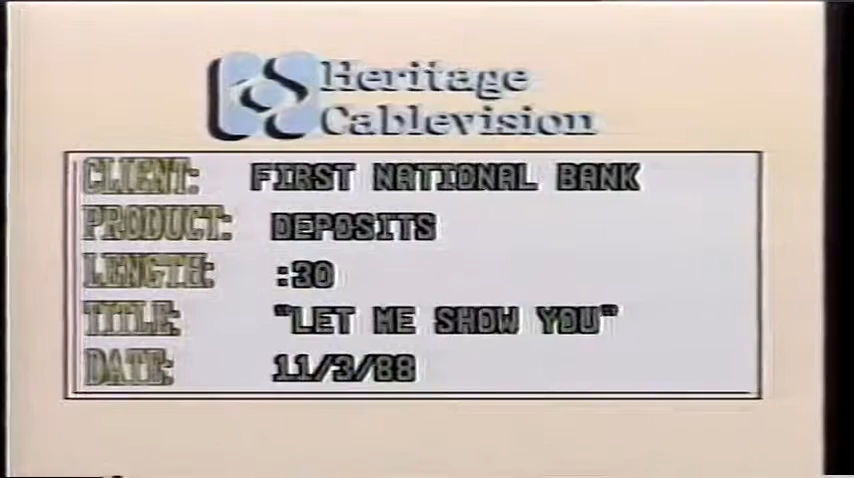 Heritage
Cablevision
CLIENT: FIRST NATIONAL BANK
PRODUCT: DEPOSITS
LENGTH: :30
TITLE: "LET ME SHOW YOU"
DATE: 11/3/88